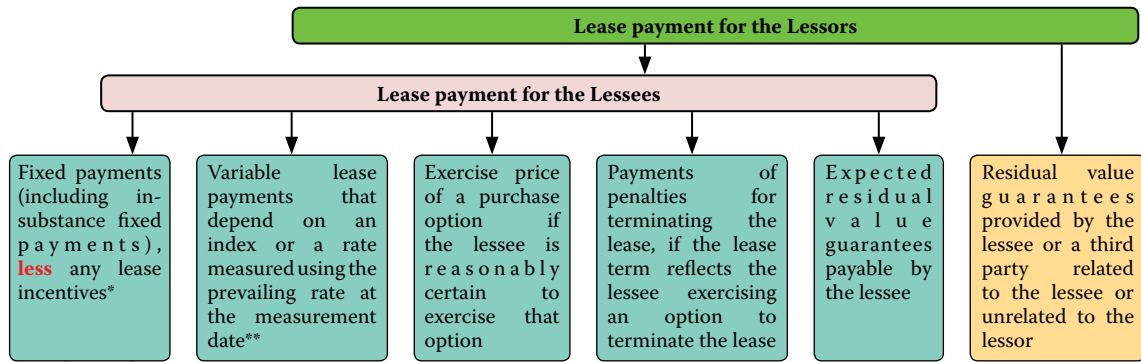 Lease payment for the Lessors
Lease payment for the Lessees
Fixed payments
(including in-
substance fixed
payments),
less any lease
incentives*
Variable lease
payments that
depend on an
index or a rate
measured using the
prevailing rate at
the measurement
date**
Exercise price
of a purchase
option if
the lessee is
reasonably
certain to
exercise that
option
Payments of
penalties for
terminating the
lease, if the lease
term reflects the
lessee exercising
an option to
terminate the lease
Expected
residual
value
guarantees
payable by
the lessee
Residual value
guarantees
provided by the
lessee or a third
party related
to the lessee or
unrelated to the
lessor